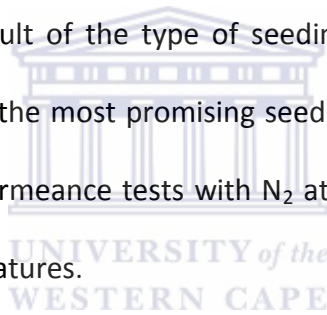 ult of the type of seedin
the most promising seed
rmeance tests with N₂ at
UNIVERSITY of the
atures.
WESTERN CAPE